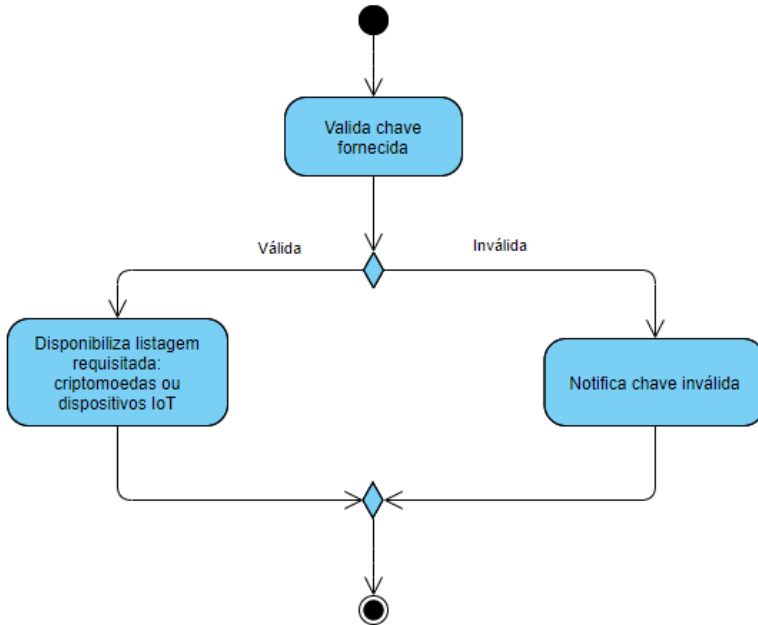 Valida chave
fornecida
Válida
Inválida
Disponibiliza listagem
requisitada:
criptomoedas ou
dispositivos IoT
Notifica chave inválida